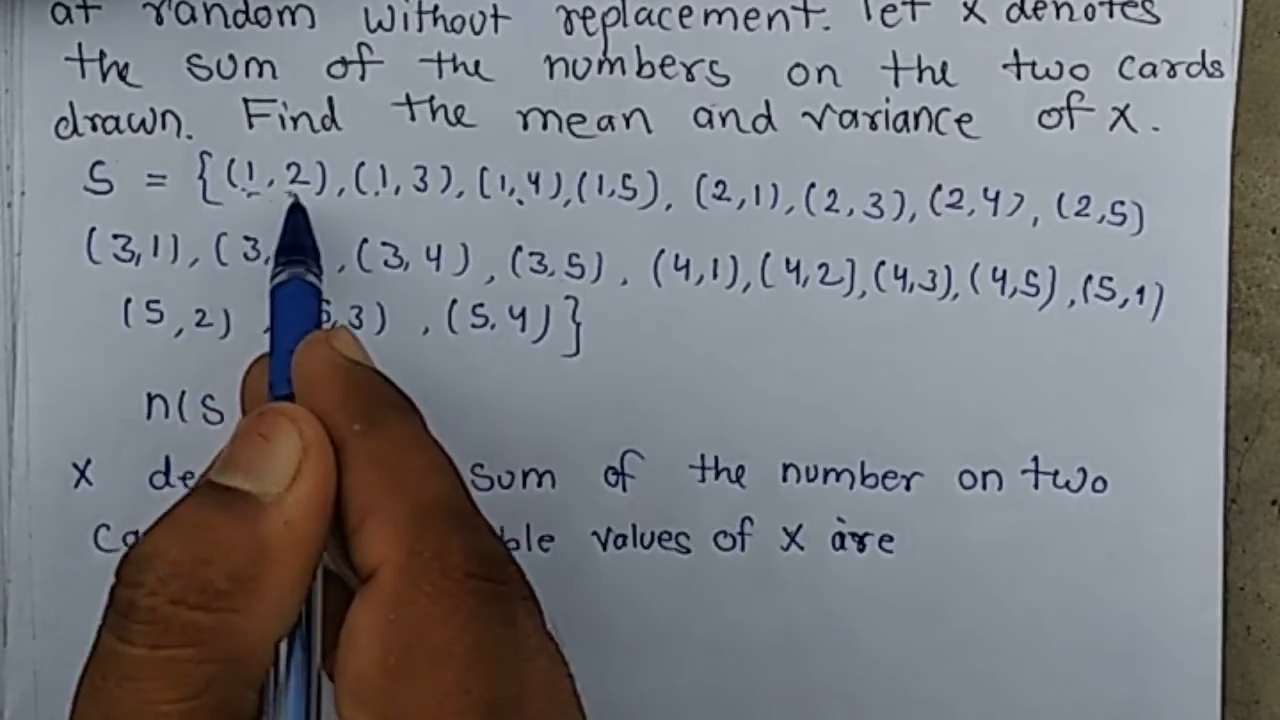 at random without replacement. let x denotes
the sum of the numbers on the two cards
drawn. Find the mean and variance of x.
S = {(1,2),(1,3),(1,4),(1,5),(2,1),(2,3),(2,4),(2,5)
(3,1),(3, ,(3,4),(3,5),(4,1),(4,2],(4,3),(4,5),(5,1)
(5,2) , ,3) ,(5,4)}
n(s
X sum of the number on two
values of x are